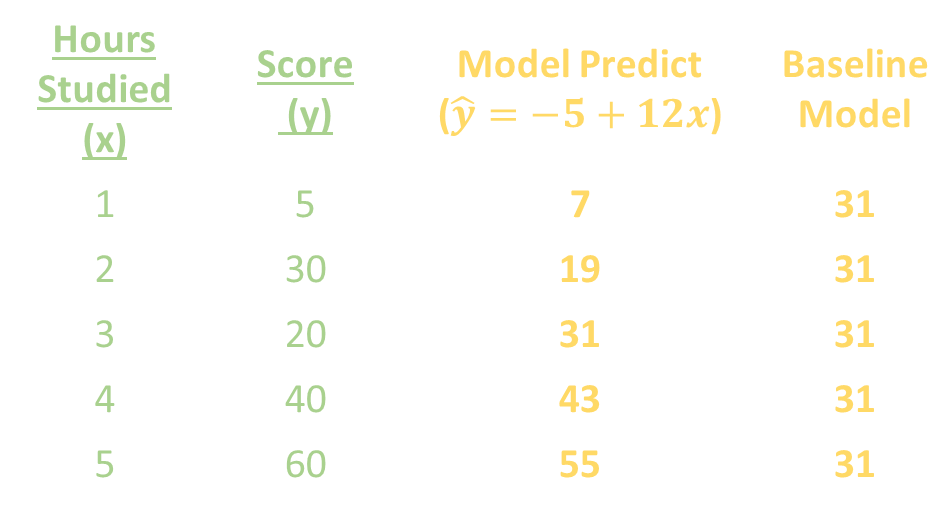 Hours Studied (x) Score (y) Model Predict (ŷ = −5 + 12x) Baseline Model
1 5 7 31
2 30 19 31
3 20 31 31
4 40 43 31
5 60 55 31